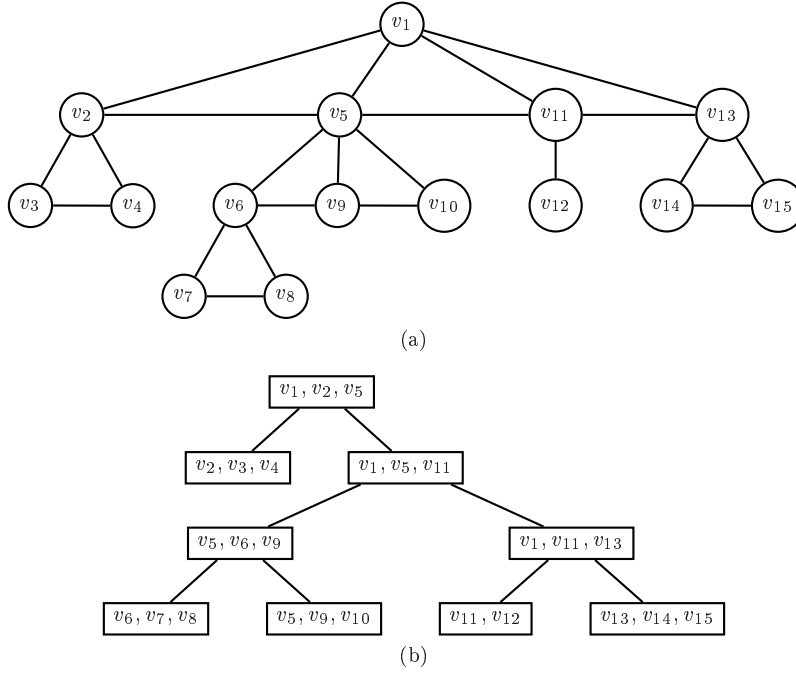 v₁
v₂ v₅ v₁₁ v₁₃
v₃ v₄ v₆ v₉ v₁₀ v₁₂ v₁₄ v₁₅
v₇ v₈
(a)
v₁, v₂, v₅
v₂, v₃, v₄ v₁, v₅, v₁₁
v₅, v₆, v₉ v₁, v₁₁, v₁₃
v₆, v₇, v₈ v₅, v₉, v₁₀ v₁₁, v₁₂ v₁₃, v₁₄, v₁₅
(b)